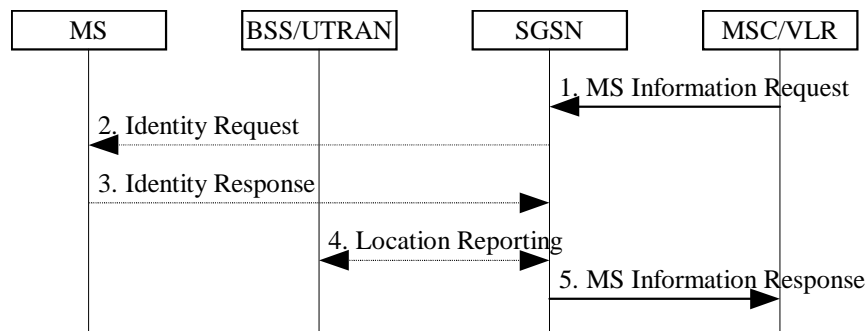 MS
BSS/UTRAN
SGSN
MSC/VLR
1. MS Information Request
2. Identity Request
3. Identity Response
4. Location Reporting
5. MS Information Response